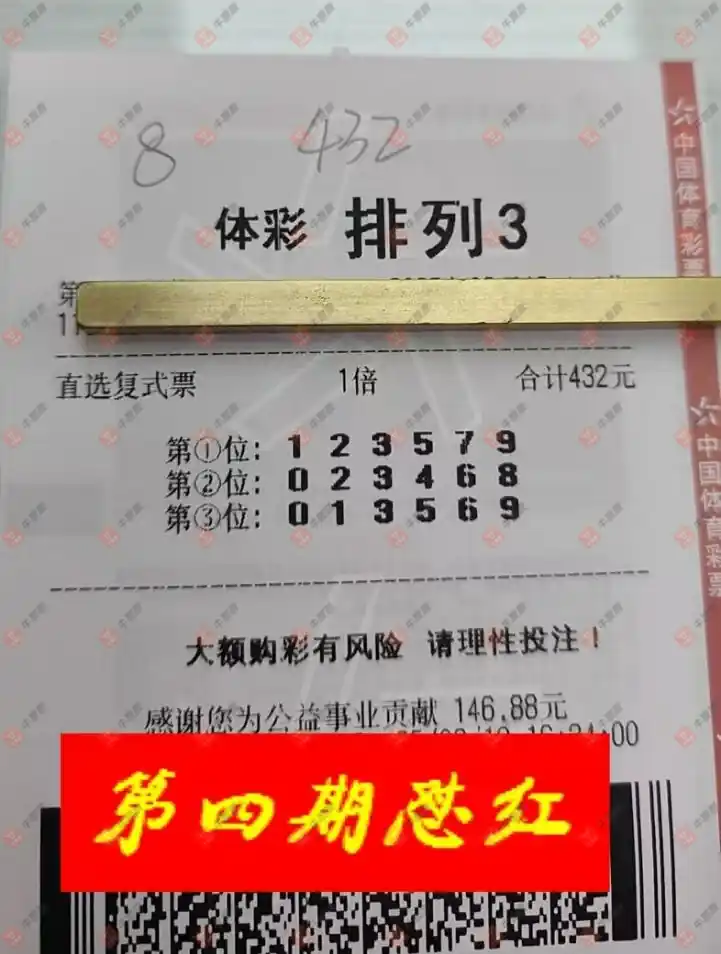 8 432
体彩 排列3
第
11
直选复式票 1倍 合计432元
第①位: 1 2 3 5 7 9
第②位: 0 2 3 4 6 8
第③位: 0 1 3 5 6 9
大额购彩有风险 请理性投注!
感谢您为公益事业贡献 146.88元
第四期怼红
中国体育彩票
中国体育彩票